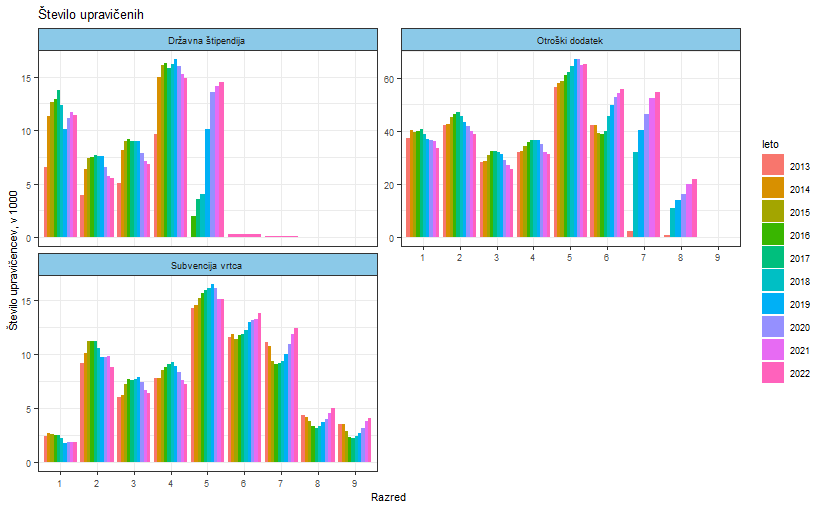 Število upravičenih
Državna štipendija
Otroški dodatek
15
10
5
0
60
40
20
0
1 2 3 4 5 6 7 8 9
Subvencija vrtca
15
10
5
0
1 2 3 4 5 6 7 8 9
Razred
Število upravičencev, v 1000
leto
2013
2014
2015
2016
2017
2018
2019
2020
2021
2022